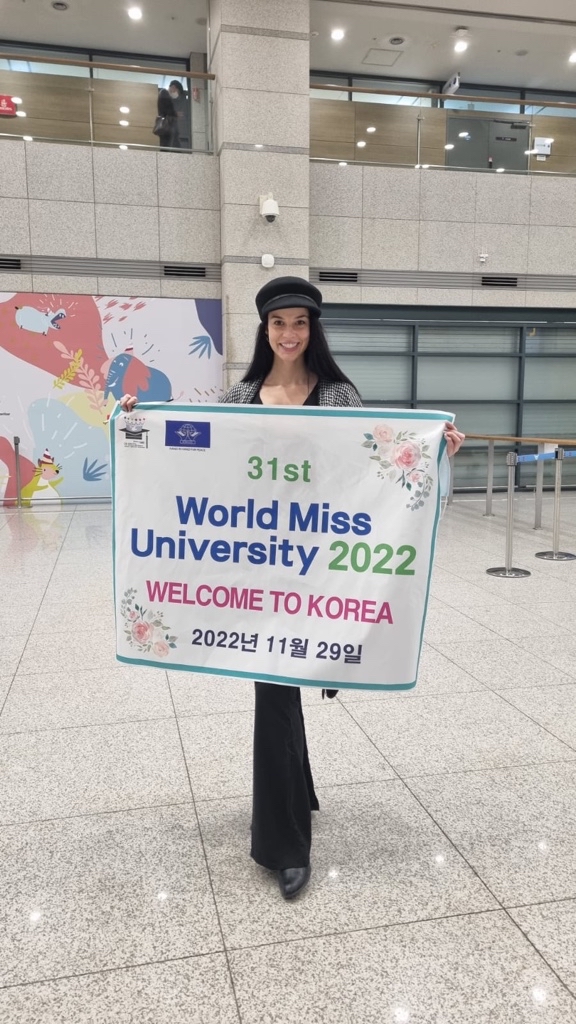 31st
World Miss
University 2022
WELCOME TO KOREA
2022년 11월 29일